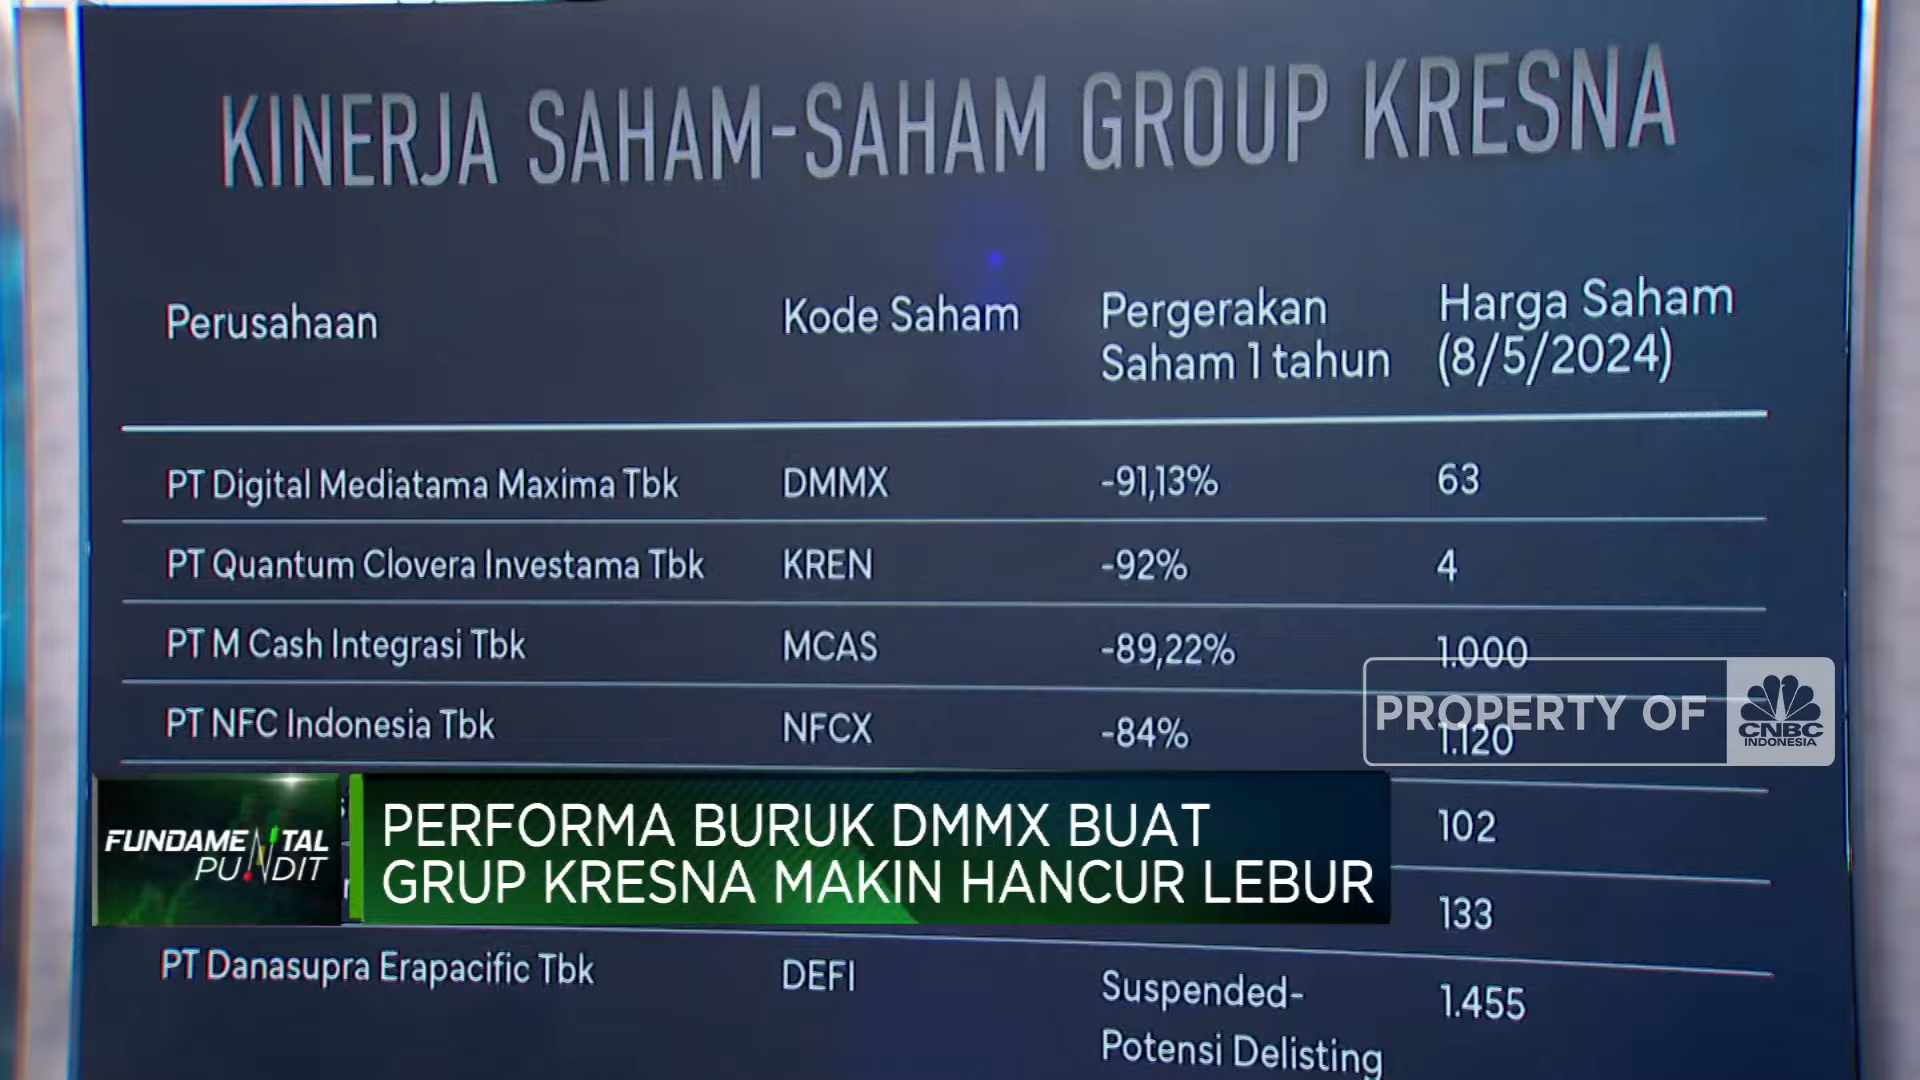 KINERJA SAHAM-SAHAM GROUP KRESNA
Perusahaan Kode Saham Pergerakan Saham 1 tahun Harga Saham (8/5/2024)
PT Digital Mediatama Maxima Tbk DMMX -91,13% 63
PT Quantum Clovera Investama Tbk KREN -92% 4
PT M Cash Integrasi Tbk MCAS -89,22% 1.000
PT NFC Indonesia Tbk NFCX -84% 1.120
102
133
PT Danasupra Erapacific Tbk DEFI Suspended-Potensi Delisting 1.455
PROPERTY OF CNBC INDONESIA
FUNDAMENTAL
PUNDIT
PERFORMA BURUK DMMX BUAT
GRUP KRESNA MAKIN HANCUR LEBUR